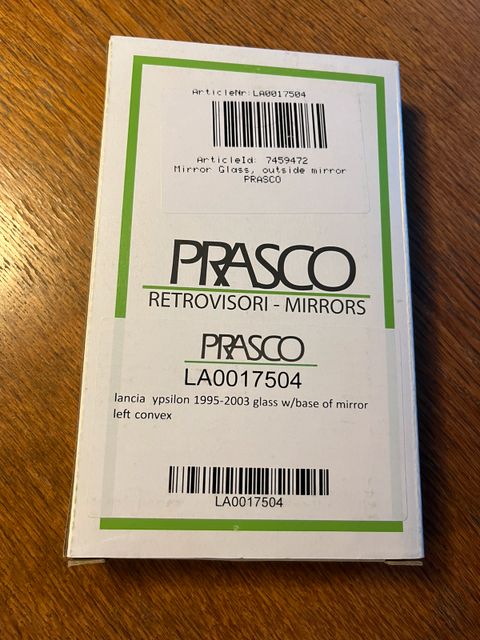 ArticleNr:LA0017504
ArticleId: 7459472
Mirror Glass, outside mirror
PRASCO
PRASCO
RETROVISORI - MIRRORS
PRASCO
LA0017504
lancia ypsilon 1995-2003 glass w/base of mirror
left convex
LA0017504